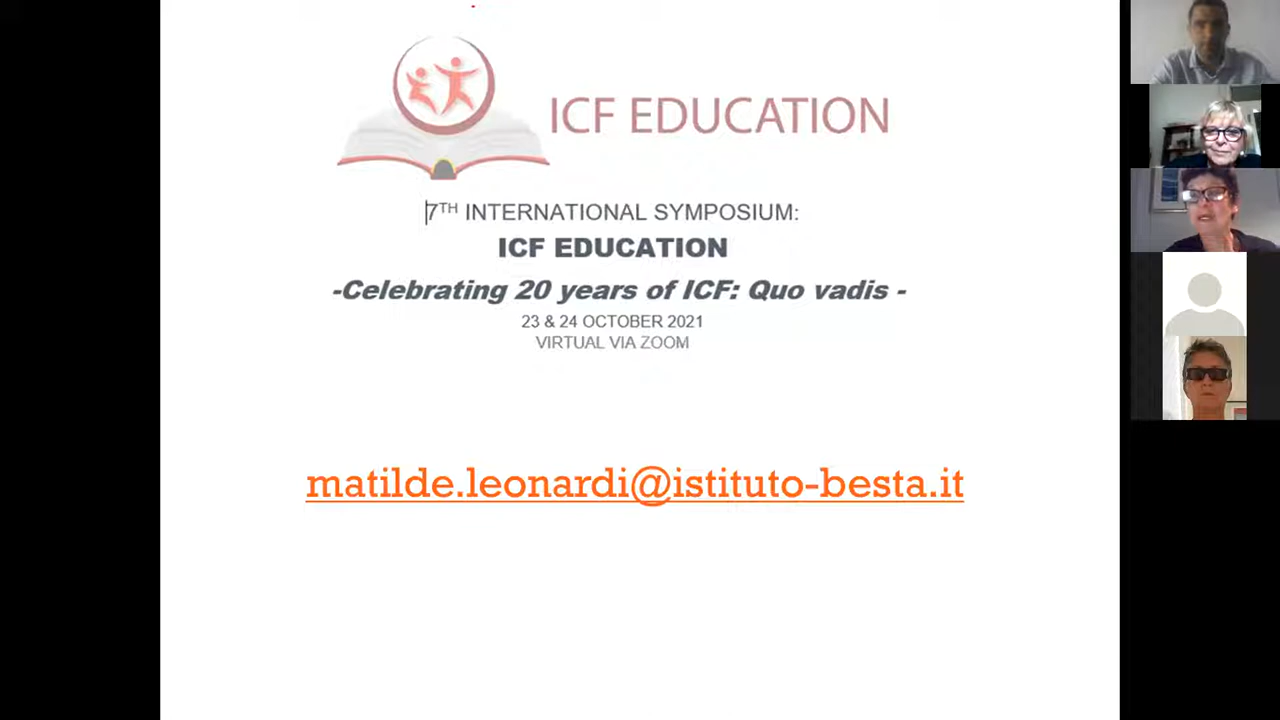 ICF EDUCATION
7TH INTERNATIONAL SYMPOSIUM:
ICF EDUCATION
-Celebrating 20 years of ICF: Quo vadis -
23 & 24 OCTOBER 2021
VIRTUAL VIA ZOOM
matilde.leonardi@istituto-besta.it